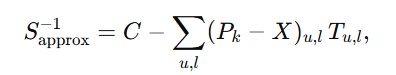 S_{\text{approx}}^{-1} = C - \sum_{u,l} (P_k - X)_{u,l} T_{u,l},